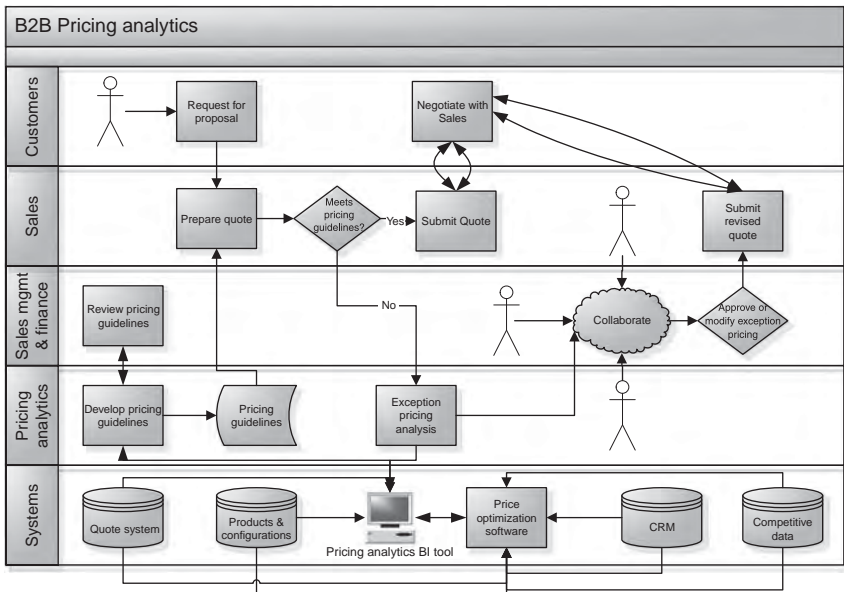 B2B Pricing analytics
Customers
Request for
proposal
Negotiate with
Sales
Sales
Prepare quote
Meets
pricing
guidelines?
Yes
Submit Quote
Submit
revised
quote
Sales mgmt
& finance
Review pricing
guidelines
No
Collaborate
Approve or
modify exception
pricing
Pricing
analytics
Develop pricing
guidelines
Pricing
guidelines
Exception
pricing
analysis
Systems
Quote system
Products &
configurations
Pricing analytics BI tool
Price
optimization
software
CRM
Competitive
data